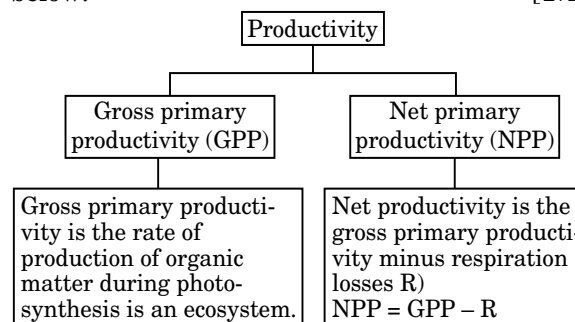 Productivity
Gross primary
productivity (GPP)
Net primary
productivity (NPP)
Gross primary producti-
vity is the rate of
production of organic
matter during photo-
synthesis is an ecosystem.
Net productivity is the
gross primary producti-
vity minus respiration
losses R)
NPP = GPP – R